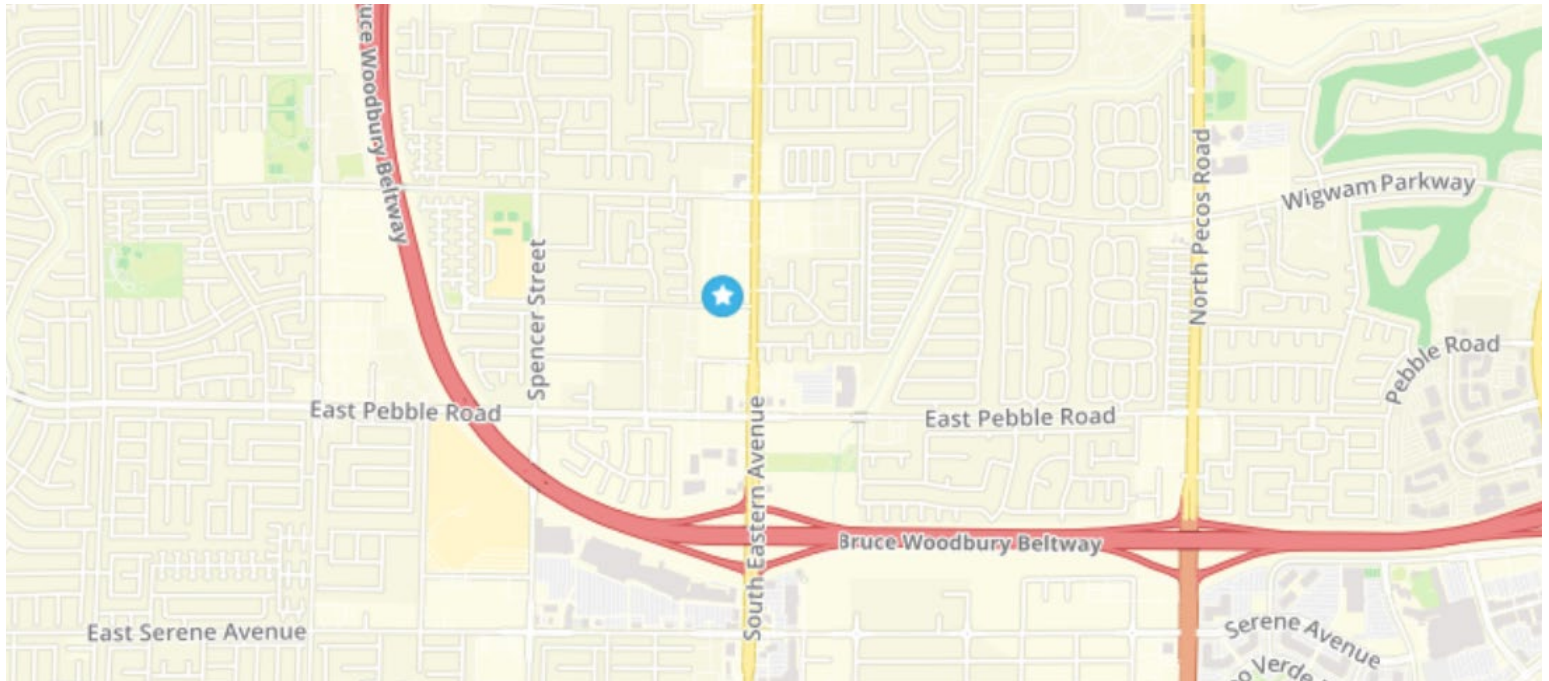 uce Woodbury Beltway
North Pecos Road
Wigwam Parkway
Spencer Street
Pebble Road
East Pebble Road
East Pebble Road
South Eastern Avenue
Bruce Woodbury Beltway
East Serene Avenue
Serene Avenue
o Verde